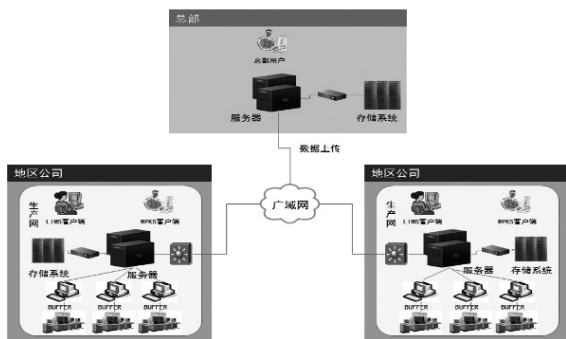 总部
总部用户
服务器
存储系统
数据上传
地区公司
生产网
LIMS客户端
MPKS客户端
存储系统
服务器
BUFFER
BUFFER
BUFFER
广域网
地区公司
生产网
LIMS客户端
MPKS客户端
服务器
存储系统
BUFFER
BUFFER
BUFFER